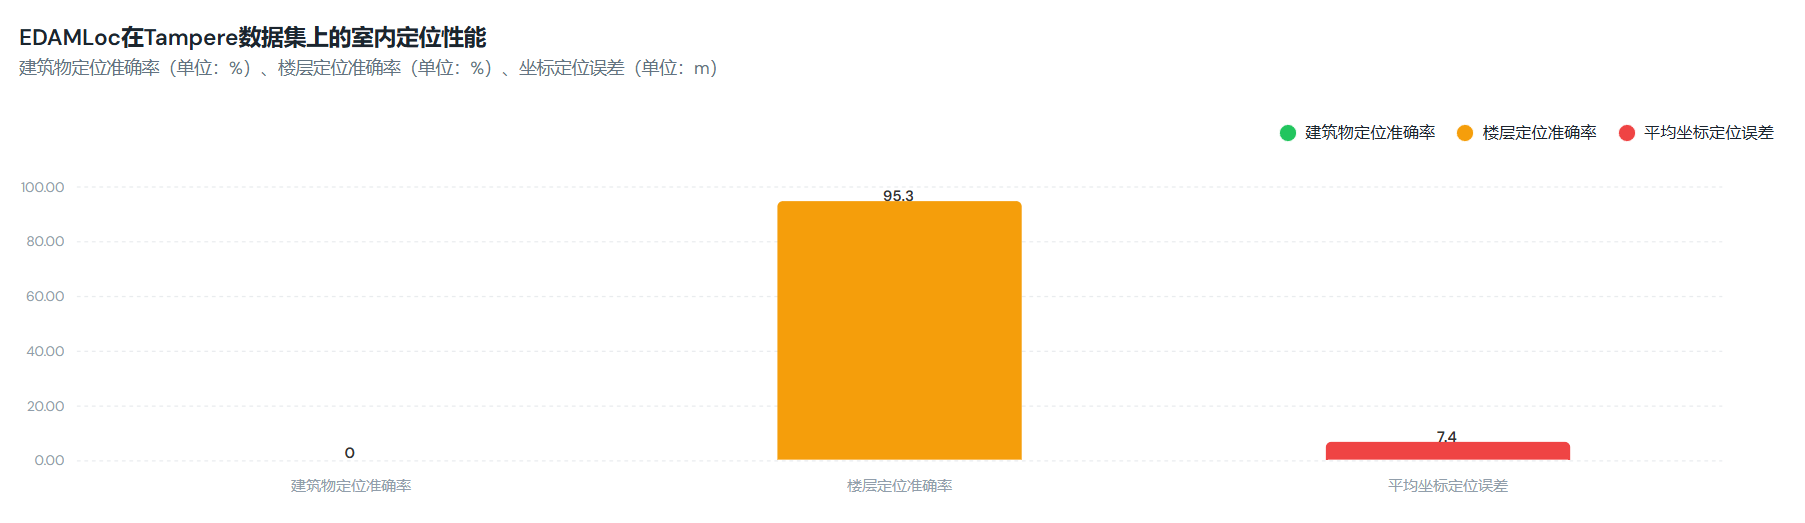 EDAMLoc在Tampere数据集上的室内定位性能
建筑物定位准确率（单位：%）、楼层定位准确率（单位：%）、坐标定位误差（单位：m）
建筑物定位准确率 楼层定位准确率 平均坐标定位误差
100.00
80.00
60.00
40.00
20.00
0.00
0 95.3 7.4
建筑物定位准确率 楼层定位准确率 平均坐标定位误差